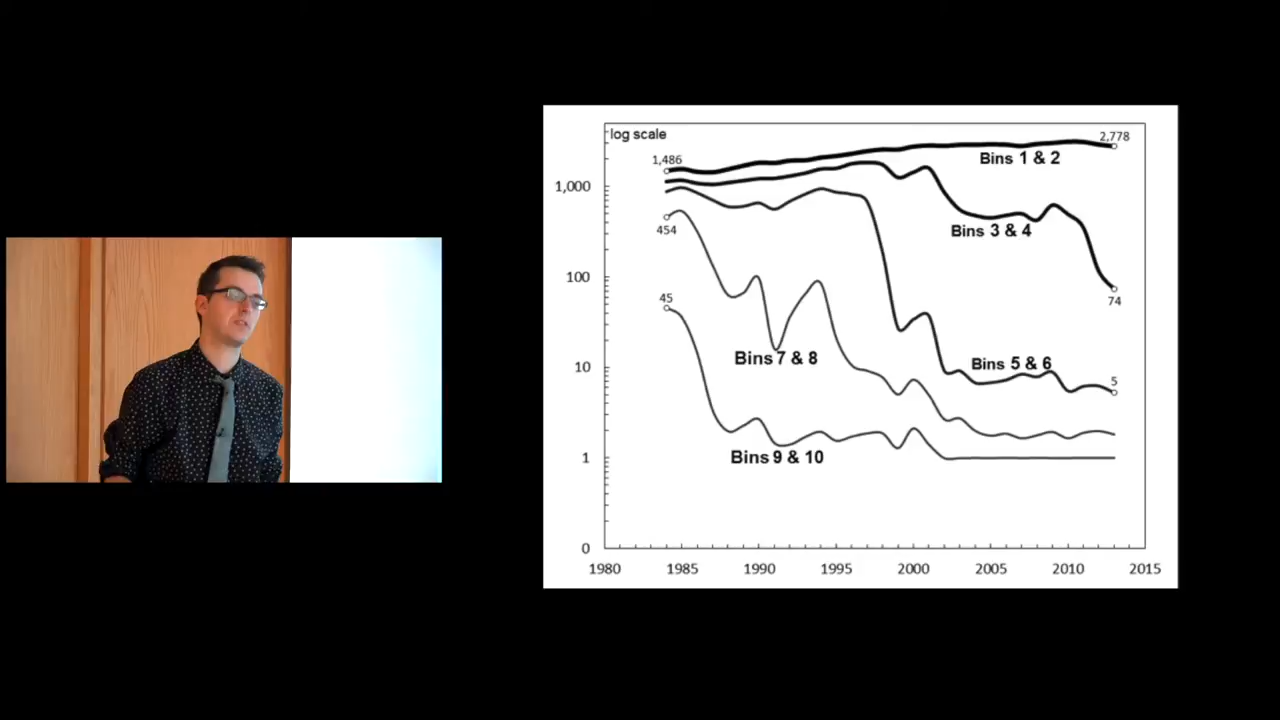 log scale
2,778
1,486
Bins 1 & 2
1,000
454
Bins 3 & 4
100
74
45
Bins 7 & 8
Bins 5 & 6
10
5
Bins 9 & 10
1
0
1980 1985 1990 1995 2000 2005 2010 2015